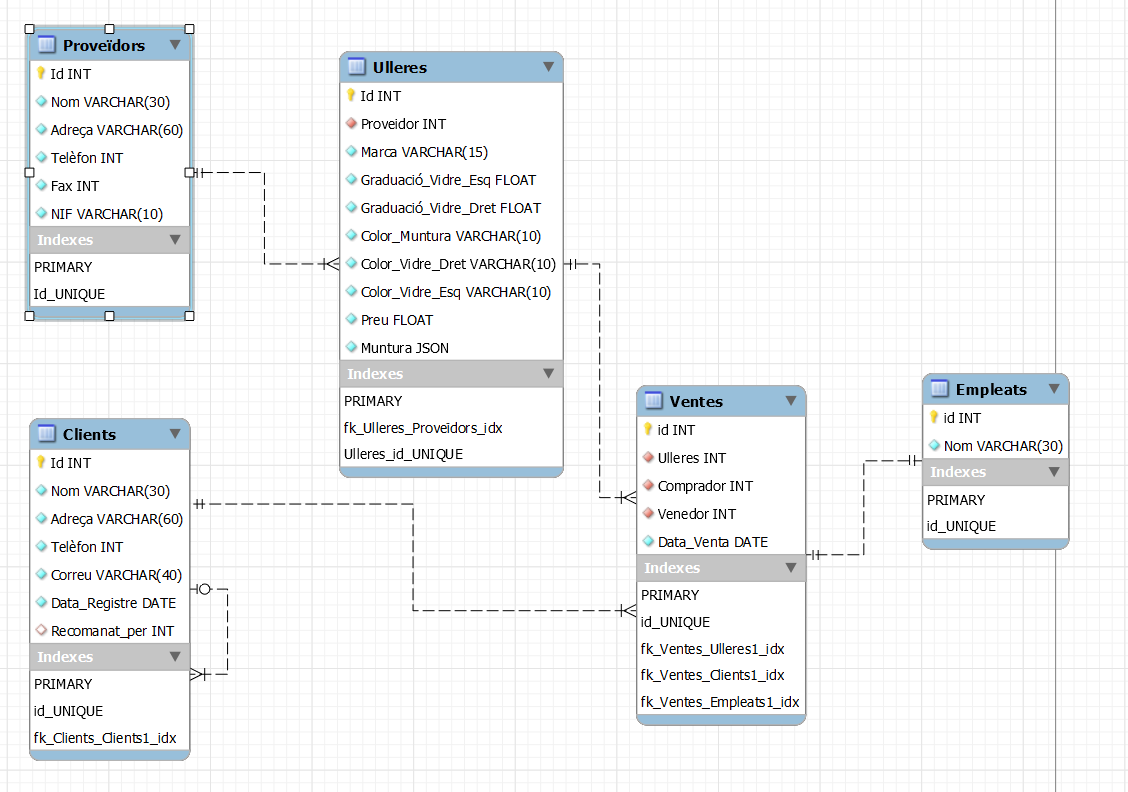 Proveïdors
Id INT
Nom VARCHAR(30)
Adreça VARCHAR(60)
Telèfon INT
Fax INT
NIF VARCHAR(10)
Indexes
PRIMARY
Id_UNIQUE
Ulleres
Id INT
Proveidor INT
Marca VARCHAR(15)
Graduació_Vidre_Esq FLOAT
Graduació_Vidre_Dret FLOAT
Color_Muntura VARCHAR(10)
Color_Vidre_Dret VARCHAR(10)
Color_Vidre_Esq VARCHAR(10)
Preu FLOAT
Muntura JSON
Indexes
PRIMARY
fk_Ulleres_Proveïdors_idx
Ulleres_id_UNIQUE
Clients
Id INT
Nom VARCHAR(30)
Adreça VARCHAR(60)
Telèfon INT
Correu VARCHAR(40)
Data_Registre DATE
Recomanat_per INT
Indexes
PRIMARY
id_UNIQUE
fk_Clients_Clients1_idx
Ventes
id INT
Ulleres INT
Comprador INT
Venedor INT
Data_Venta DATE
Indexes
PRIMARY
id_UNIQUE
fk_Ventes_Ulleres1_idx
fk_Ventes_Clients1_idx
fk_Ventes_Empleats1_idx
Empleats
id INT
Nom VARCHAR(30)
Indexes
PRIMARY
id_UNIQUE